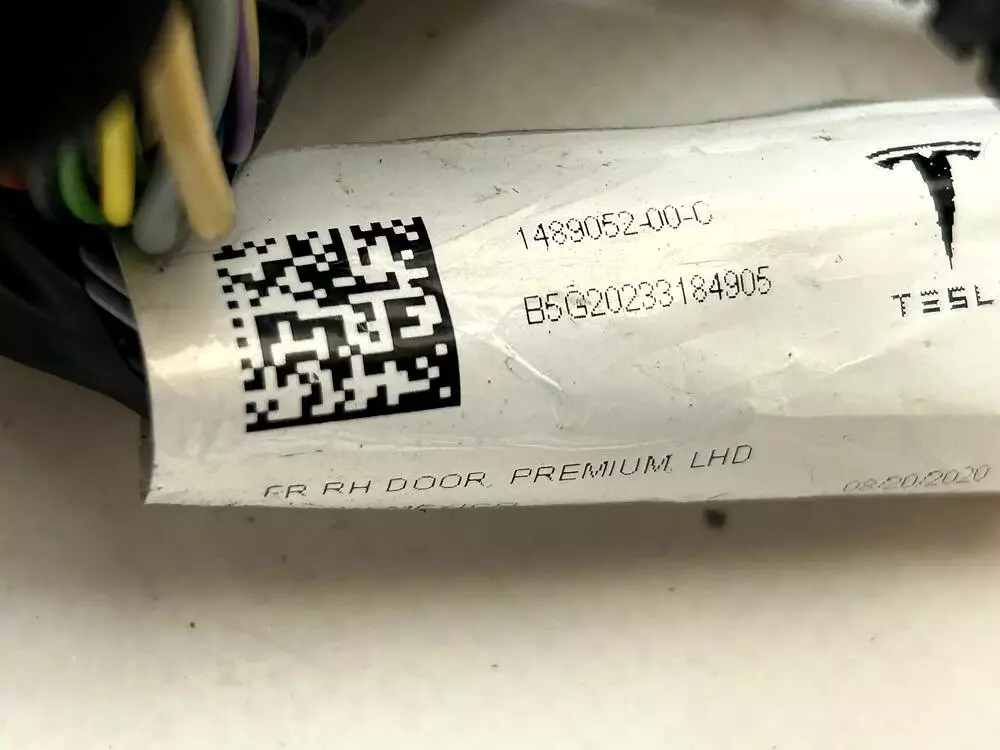 1489052-00-C
B5G20233184905
TESL
FR RH DOOR, PREMIUM, LHD
08/20/2020